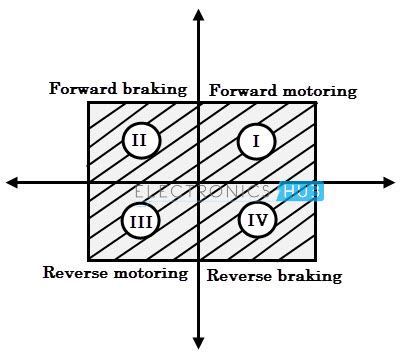 Forward braking
Forward motoring
II
I
ELECTRONICS HUB
III
IV
Reverse motoring
Reverse braking